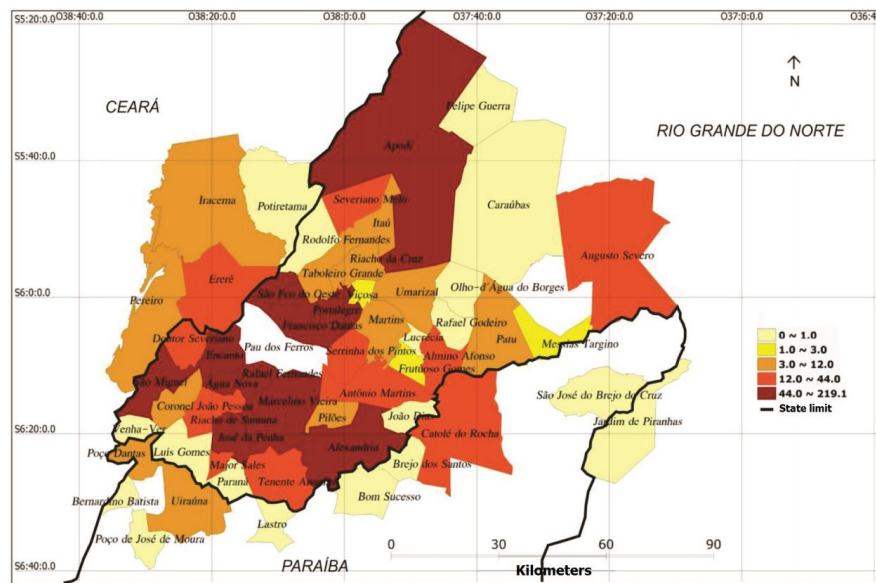 O38:40:0.0 O38:20:0.0 O38:00:0.0 O37:40:0.0 O37:20:0.0 O37:00:0.0 O36:4
S5:20:0.0
S5:40:0.0
S6:00:0.0
S6:20:0.0
S6:40:0.0
N
CEARÁ
RIO GRANDE DO NORTE
Felipe Guerra
Apodi
Iracema
Potiretama
Severiano Melo
Caraúbas
Itaú
Rodolfo Fernandes
Riacho da Cruz
Augusto Severo
Ererê
Taboleiro Grande
Pereiro
São Fco do Oeste
Viçosa
Umarizal
Olho-d'Água do Borges
Portalegre
Francisco Dantas
Martins
Rafael Godeiro
Doutor Severiano
Pau dos Ferros
Lucrécia
Patu
Messias Targino
Encanto
Serrinha dos Pintos
Almino Afonso
Rafael Fernandes
Frutuoso Gomes
São Miguel
Água Nova
Marcelino Vieira
Antônio Martins
São José do Brejo do Cruz
Coronel João Pessoa
Riacho de Santana
Pilões
João Dias
Jardim de Piranhas
Venha-Ver
José da Penha
Catolé do Rocha
Poço Dantas
Luis Gomes
Alexandria
Major Sales
Brejo dos Santos
Paraná
Bernardino Batista
Uiraúna
Bom Sucesso
Lastro
Poço de José de Moura
PARAÍBA
0 ~ 1.0
1.0 ~ 3.0
3.0 ~ 12.0
12.0 ~ 44.0
44.0 ~ 219.1
State limit
0 30 60 90
Kilometers